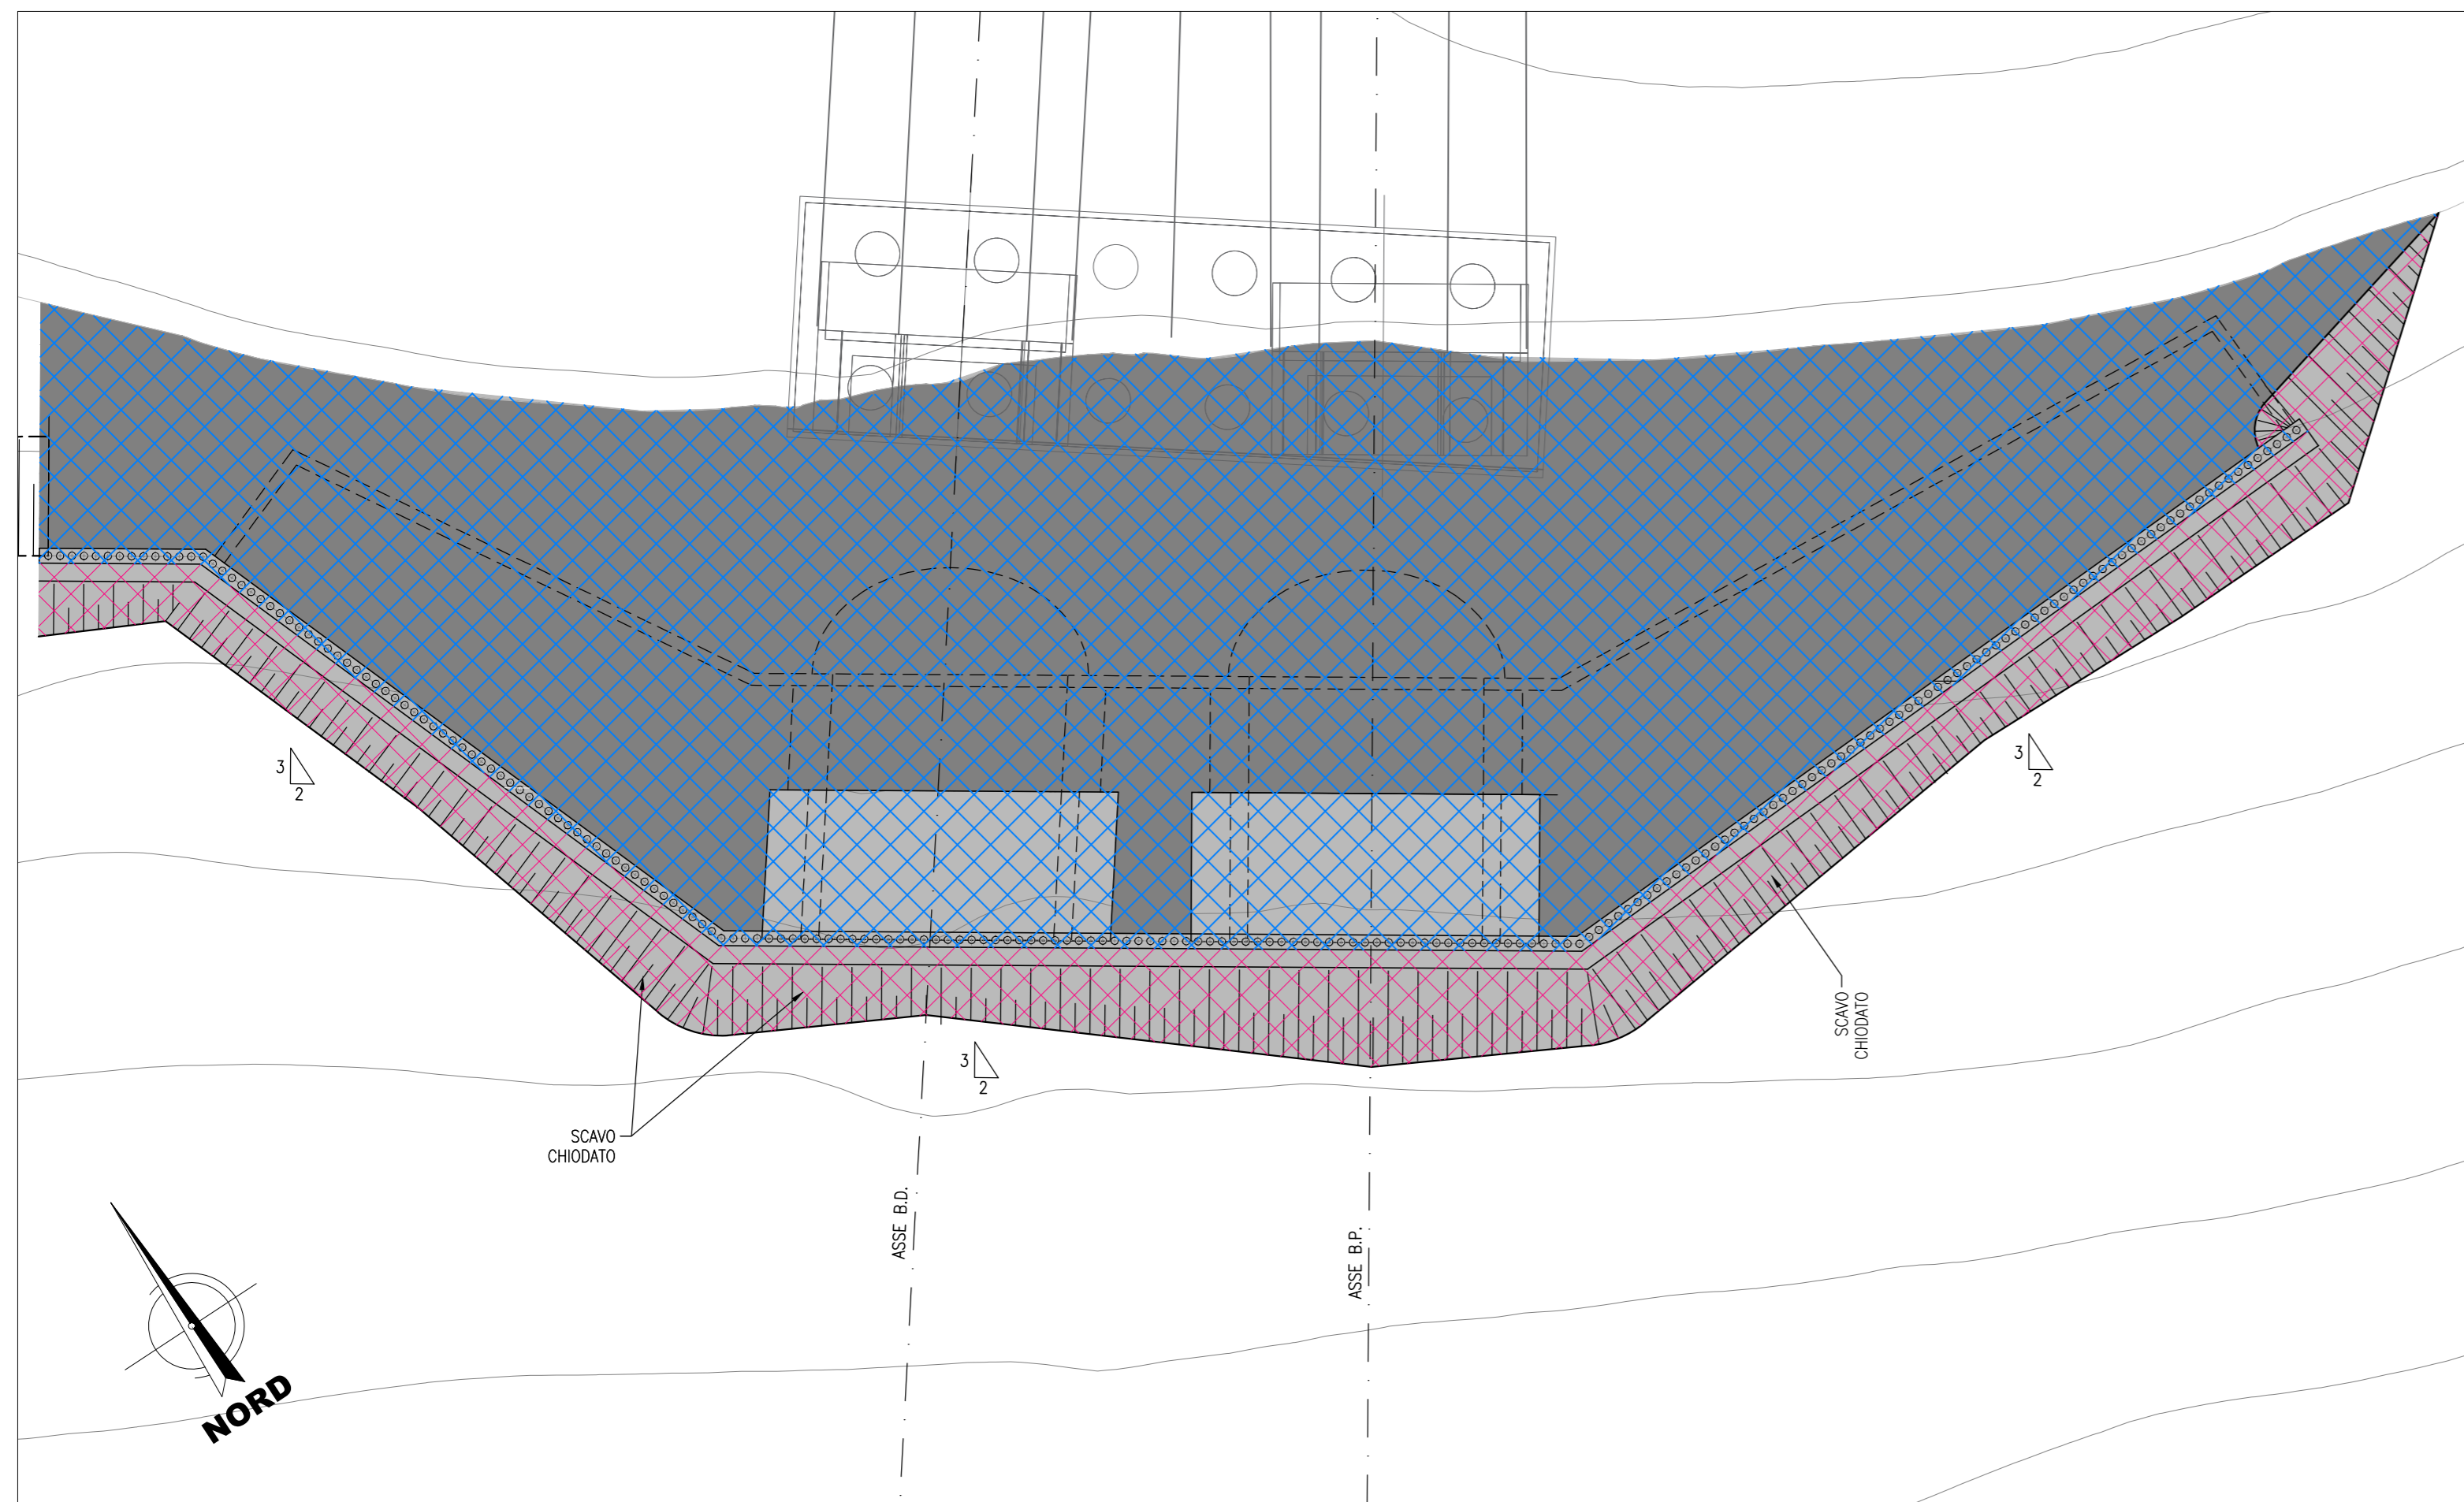 3
2
3
2
SCAVO
CHIODATO
3
2
SCAVO
CHIODATO
ASSE B.D.
ASSE B.P.
NORD